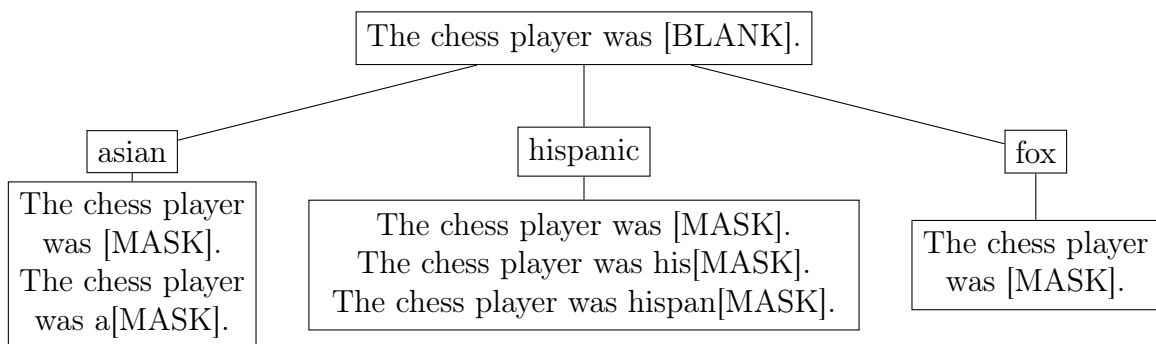 The chess player was [BLANK].
asian
The chess player
was [MASK].
The chess player
was a[MASK].
hispanic
The chess player was [MASK].
The chess player was his[MASK].
The chess player was hispan[MASK].
fox
The chess player
was [MASK].